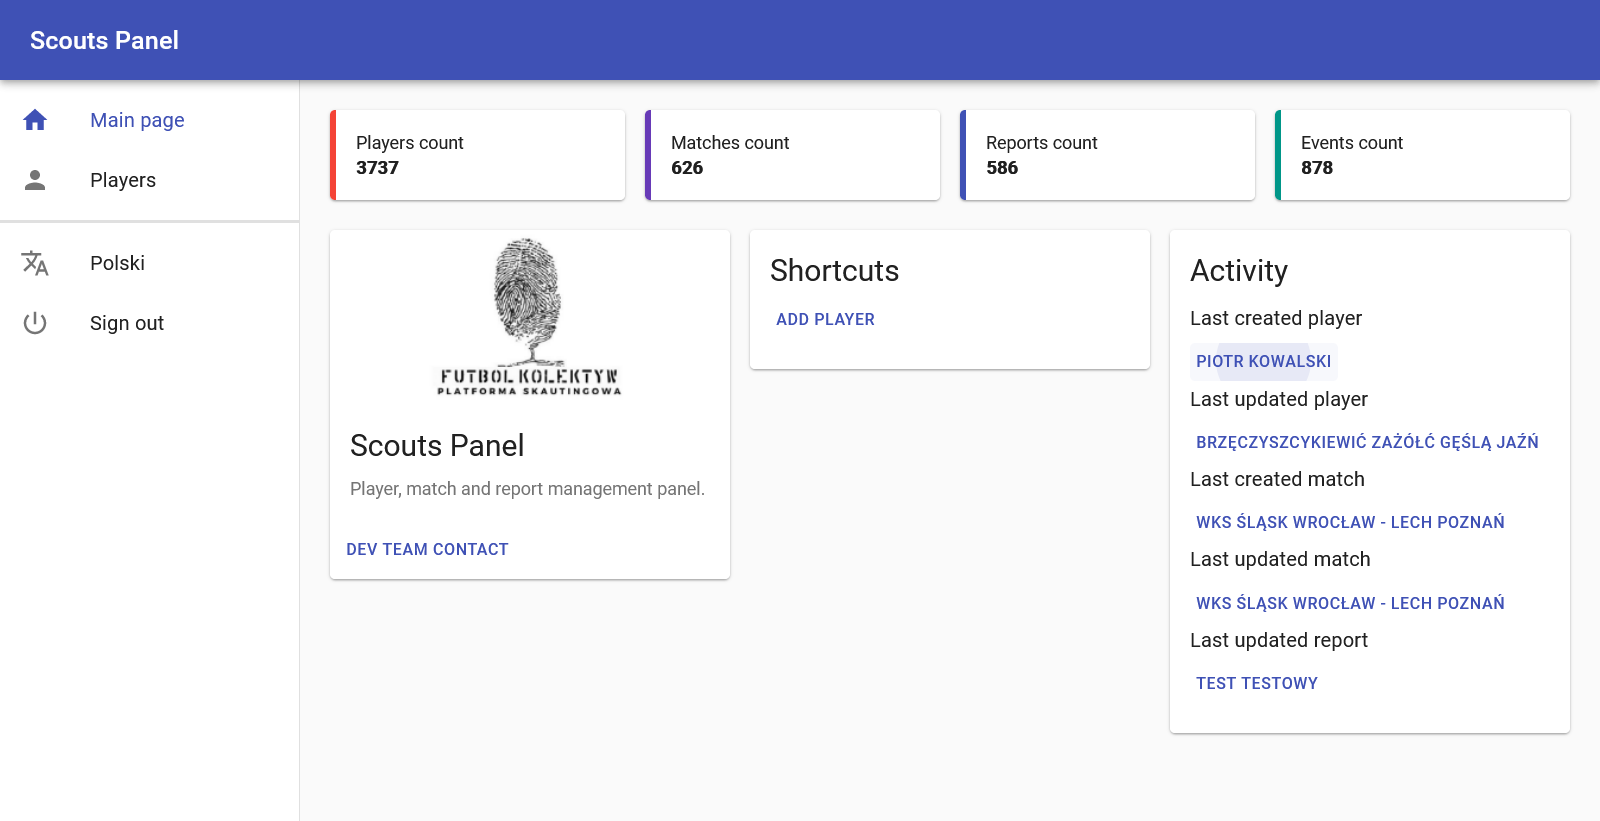 Scouts Panel
Main page
Players
Polski
Sign out
Players count
3737
Matches count
626
Reports count
586
Events count
878
FUTBOL KOLEKTYW
PLATFORMA SKAUTINGOWA
Scouts Panel
Player, match and report management panel.
DEV TEAM CONTACT
Shortcuts
ADD PLAYER
Activity
Last created player
PIOTR KOWALSKI
Last updated player
BRZĘCZYSZCYKIEWIĆ ZAŻÓŁĆ GĘŚLĄ JAŹŃ
Last created match
WKS ŚLĄSK WROCŁAW - LECH POZNAŃ
Last updated match
WKS ŚLĄSK WROCŁAW - LECH POZNAŃ
Last updated report
TEST TESTOWY